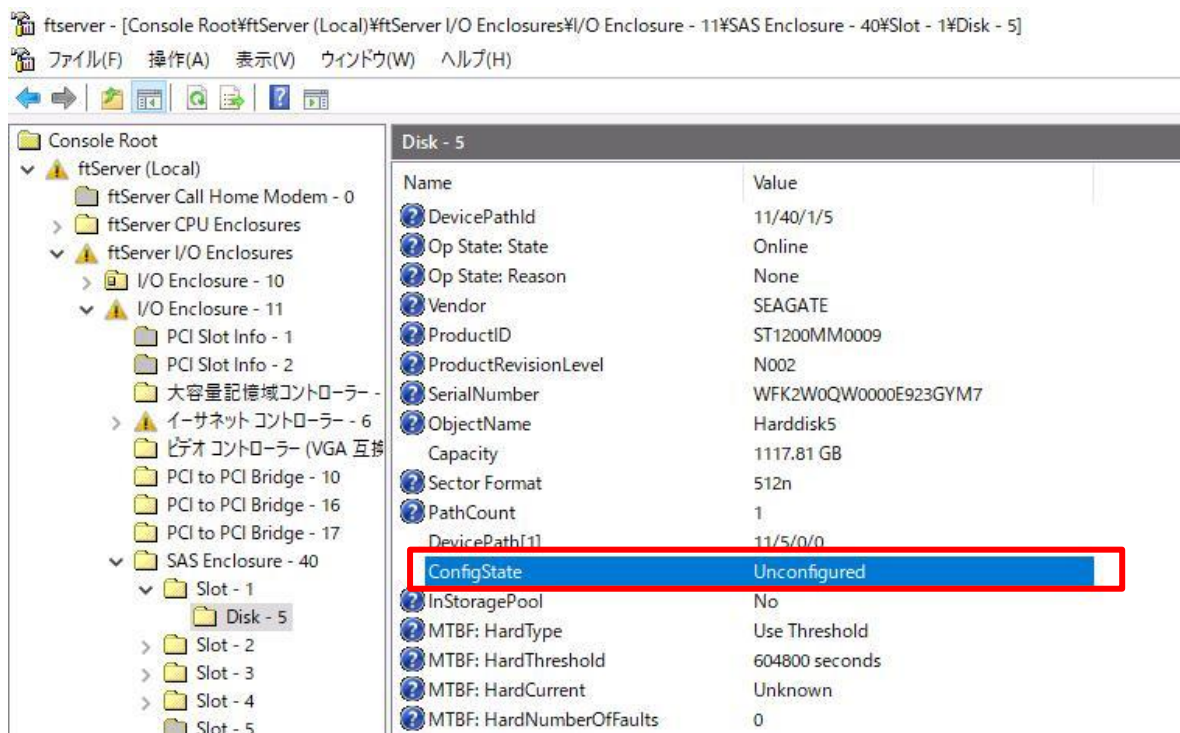 ftserver - [Console Root¥ftServer (Local)¥ftServer I/O Enclosures¥I/O Enclosure - 11¥SAS Enclosure - 40¥Slot - 1¥Disk - 5]
ファイル(F) 操作(A) 表示(V) ウィンドウ(W) ヘルプ(H)
Console Root
ftServer (Local)
ftServer Call Home Modem - 0
ftServer CPU Enclosures
ftServer I/O Enclosures
I/O Enclosure - 10
I/O Enclosure - 11
PCI Slot Info - 1
PCI Slot Info - 2
大容量記憶域コントローラー -
イーサネット コントローラー - 6
ビデオ コントローラー (VGA 互換
PCI to PCI Bridge - 10
PCI to PCI Bridge - 16
PCI to PCI Bridge - 17
SAS Enclosure - 40
Slot - 1
Disk - 5
Slot - 2
Slot - 3
Slot - 4
Slot - 5
Disk - 5
Name Value
DevicePathId 11/40/1/5
Op State: State Online
Op State: Reason None
Vendor SEAGATE
ProductID ST1200MM0009
ProductRevisionLevel N002
SerialNumber WFK2W0QW0000E923GYM7
ObjectName Harddisk5
Capacity 1117.81 GB
Sector Format 512n
PathCount 1
DevicePath[1] 11/5/0/0
ConfigState Unconfigured
InStoragePool No
MTBF: HardType Use Threshold
MTBF: HardThreshold 604800 seconds
MTBF: HardCurrent Unknown
MTBF: HardNumberOfFaults 0